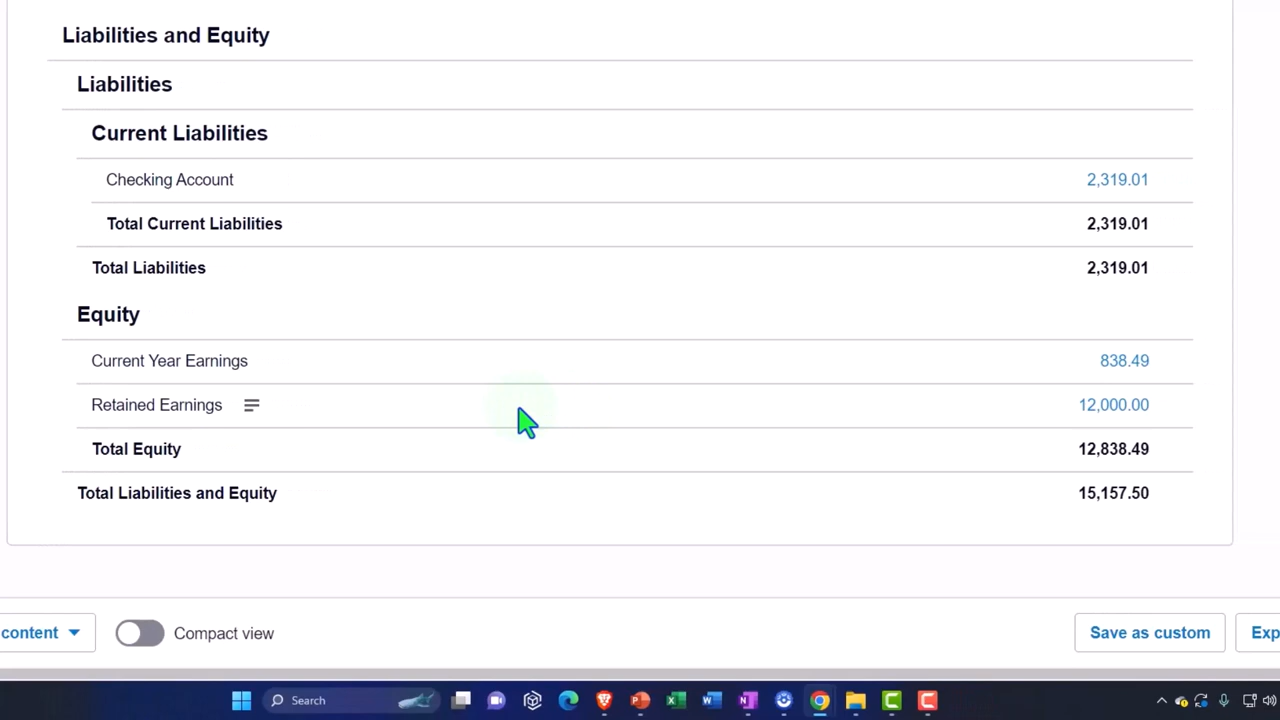 Liabilities and Equity
Liabilities
Current Liabilities
Checking Account 2,319.01
Total Current Liabilities 2,319.01
Total Liabilities 2,319.01
Equity
Current Year Earnings 838.49
Retained Earnings 12,000.00
Total Equity 12,838.49
Total Liabilities and Equity 15,157.50
content Compact view Save as custom Exp
Search